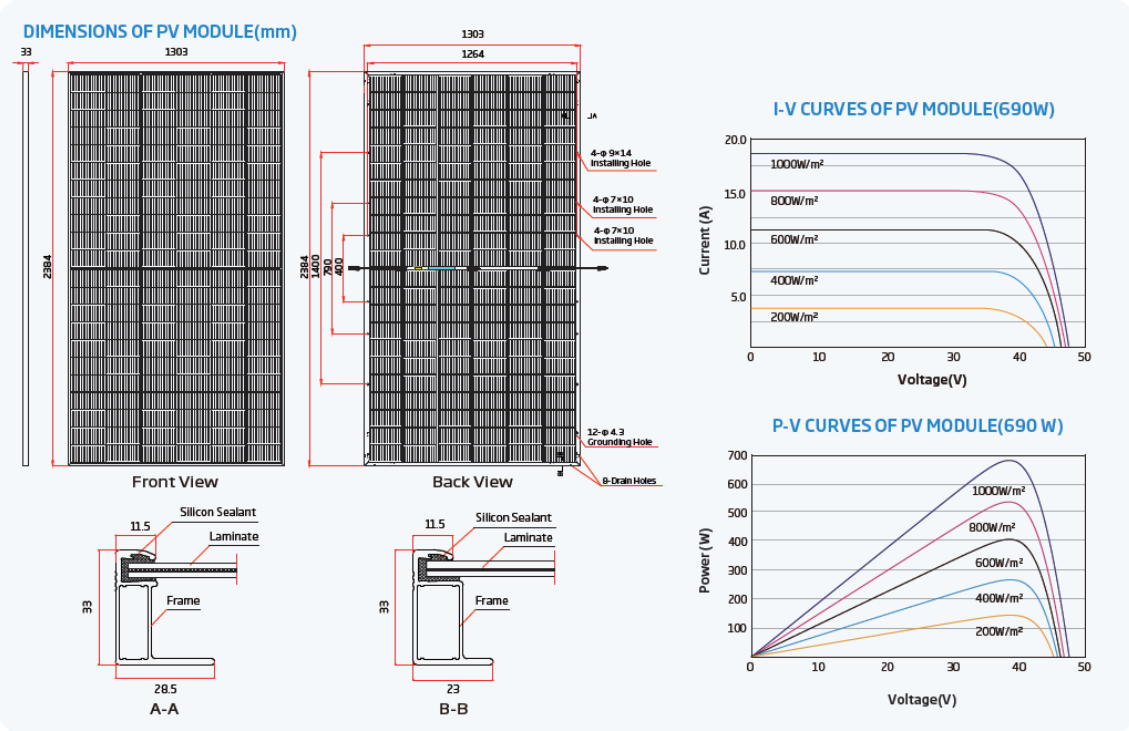 DIMENSIONS OF PV MODULE(mm)
33
1303
2384
Front View
1303
1264
2384
1400
790
400
A
4-φ 9×14
Installing Hole
4-φ 7×10
Installing Hole
4-φ 7×10
Installing Hole
12-φ 4.3
Grounding Hole
8-Drain Holes
Back View
11.5
Silicon Sealant
Laminate
33
Frame
28.5
A-A
11.5
Silicon Sealant
Laminate
33
Frame
23
B-B
I-V CURVES OF PV MODULE(690W)
Current (A)
20.0
15.0
10.0
5.0
1000W/m²
800W/m²
600W/m²
400W/m²
200W/m²
0 10 20 30 40 50
Voltage(V)
P-V CURVES OF PV MODULE(690 W)
Power (W)
700
600
500
400
300
200
100
1000W/m²
800W/m²
600W/m²
400W/m²
200W/m²
0 10 20 30 40 50
Voltage(V)